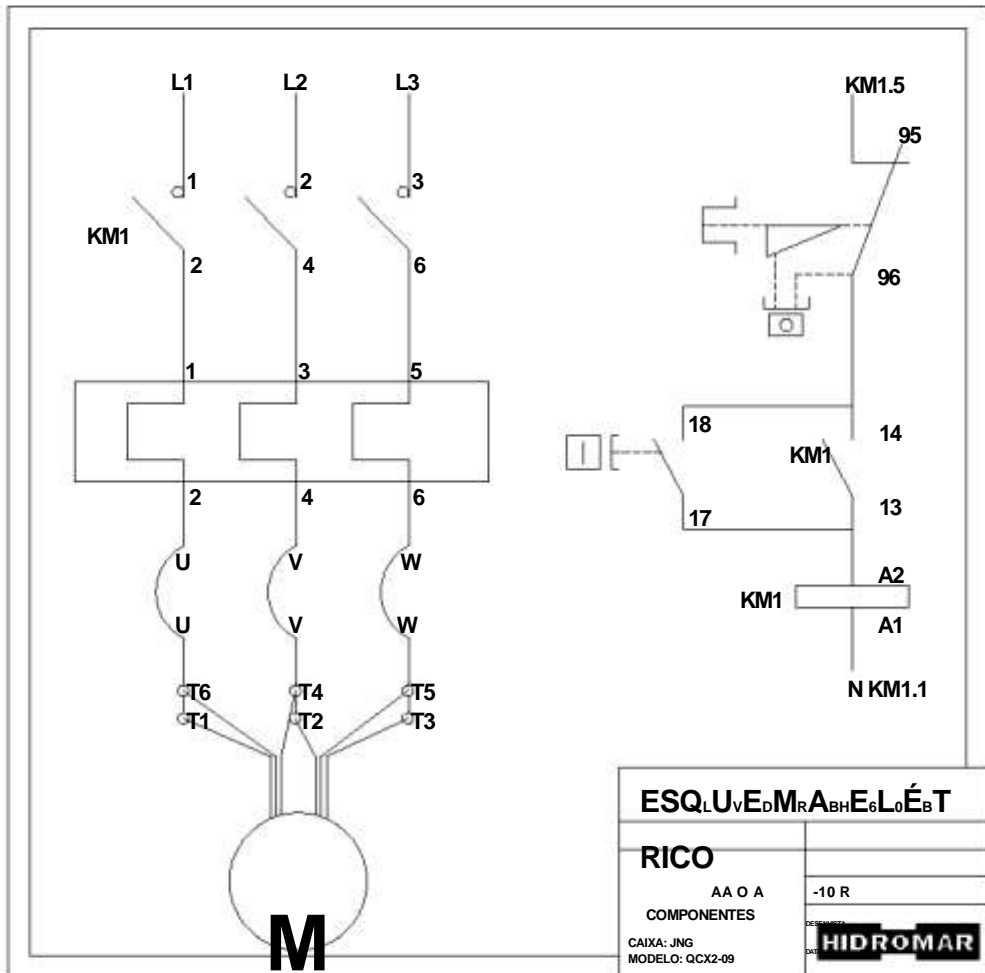 L1 L2 L3 KM1.5
95
1 2 3
KM1
2 4 6
96
1 3 5
18 14
KM1
2 4 6
17 13
U V W
A2
KM1
U V W
A1
T6 T4 T5
N KM1.1
T1 T2 T3
ESQLUVEDMRABHE6L0ÉBT
RICO
AA O A -10 R
COMPONENTES
CAIXA: JNG
MODELO: QCX2-09
HIDROMAR
M